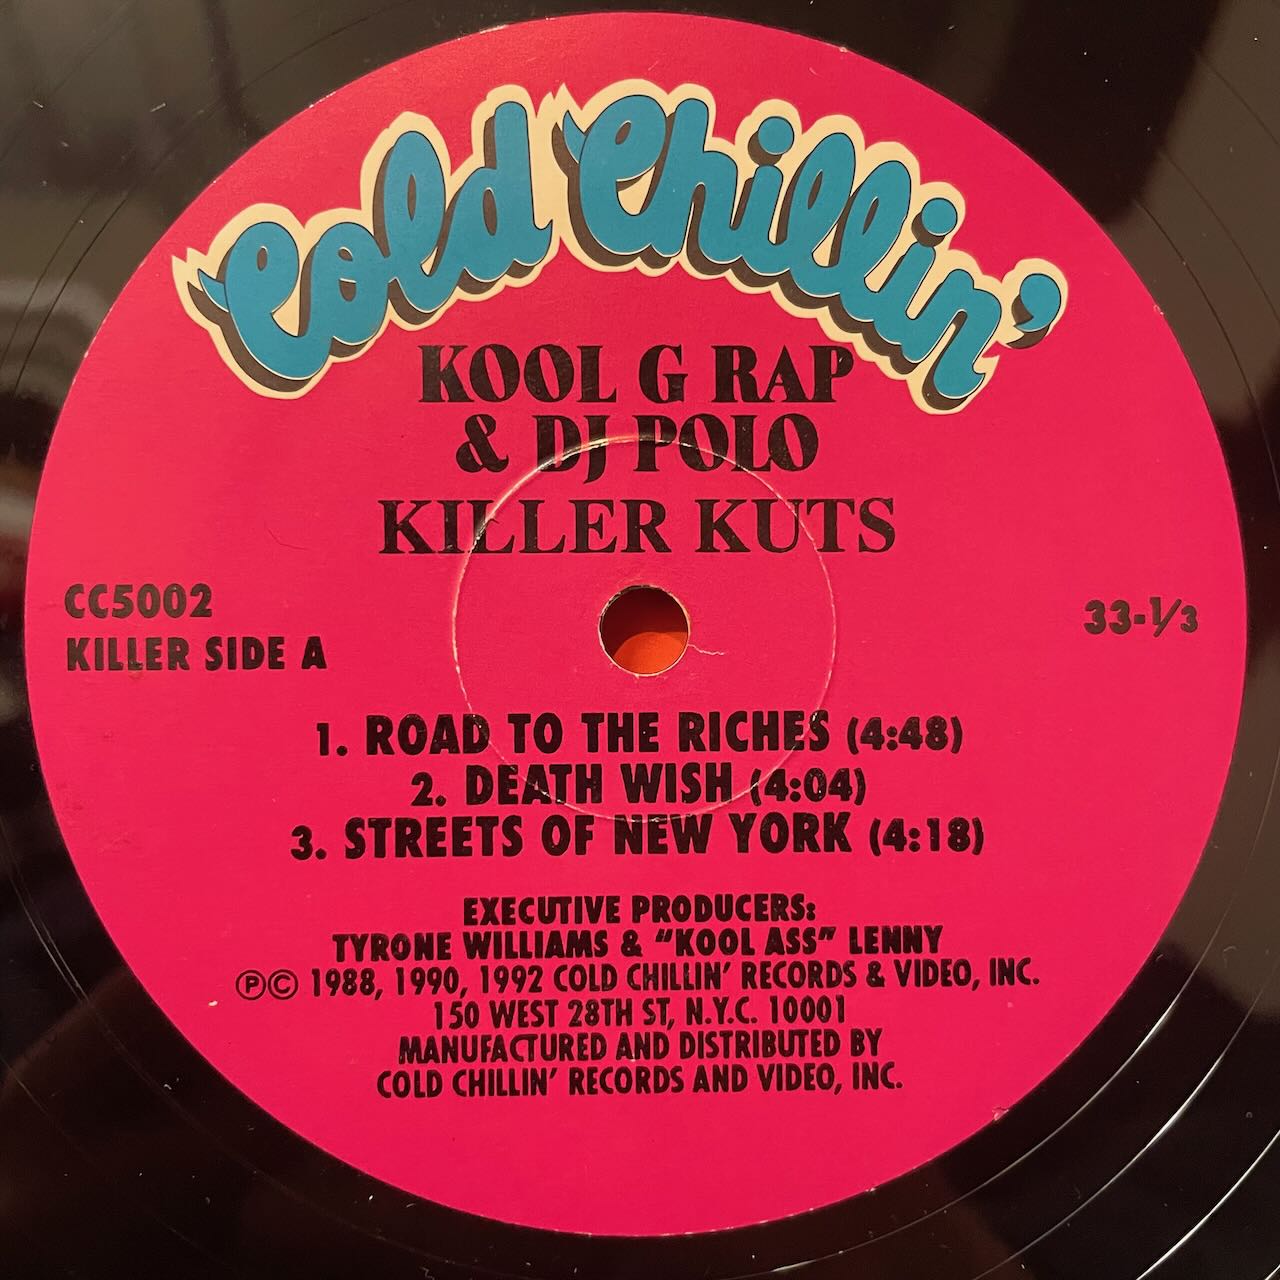 Cold Chillin'
KOOL G RAP
& DJ POLO
KILLER KUTS
CC5002
KILLER SIDE A
33-1/3
1. ROAD TO THE RICHES (4:48)
2. DEATH WISH (4:04)
3. STREETS OF NEW YORK (4:18)
EXECUTIVE PRODUCERS:
TYRONE WILLIAMS & "KOOL ASS" LENNY
℗© 1988, 1990, 1992 COLD CHILLIN' RECORDS & VIDEO, INC.
150 WEST 28TH ST, N.Y.C. 10001
MANUFACTURED AND DISTRIBUTED BY
COLD CHILLIN' RECORDS AND VIDEO, INC.